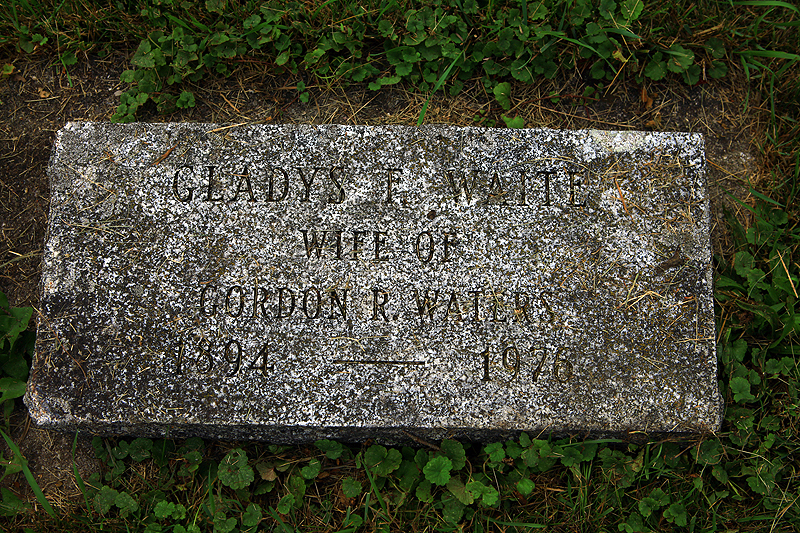 GLADYS F. WAITE
WIFE OF
GORDON R. WATERS
1894 — 1976